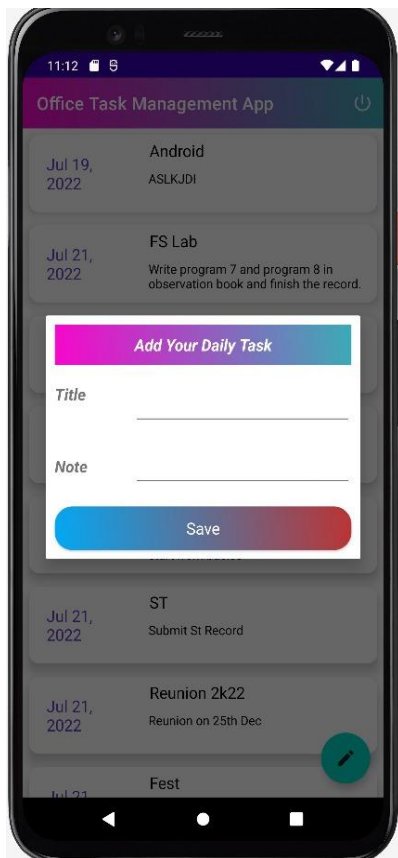 11:12
Office Task Management App
Jul 19,
2022
Android
ASLKJDI
Jul 21,
2022
FS Lab
Write program 7 and program 8 in
observation book and finish the record.
Add Your Daily Task
Title
Note
Save
Jul 21,
2022
ST
Submit St Record
Jul 21,
2022
Reunion 2k22
Reunion on 25th Dec
Jul 21
Fest